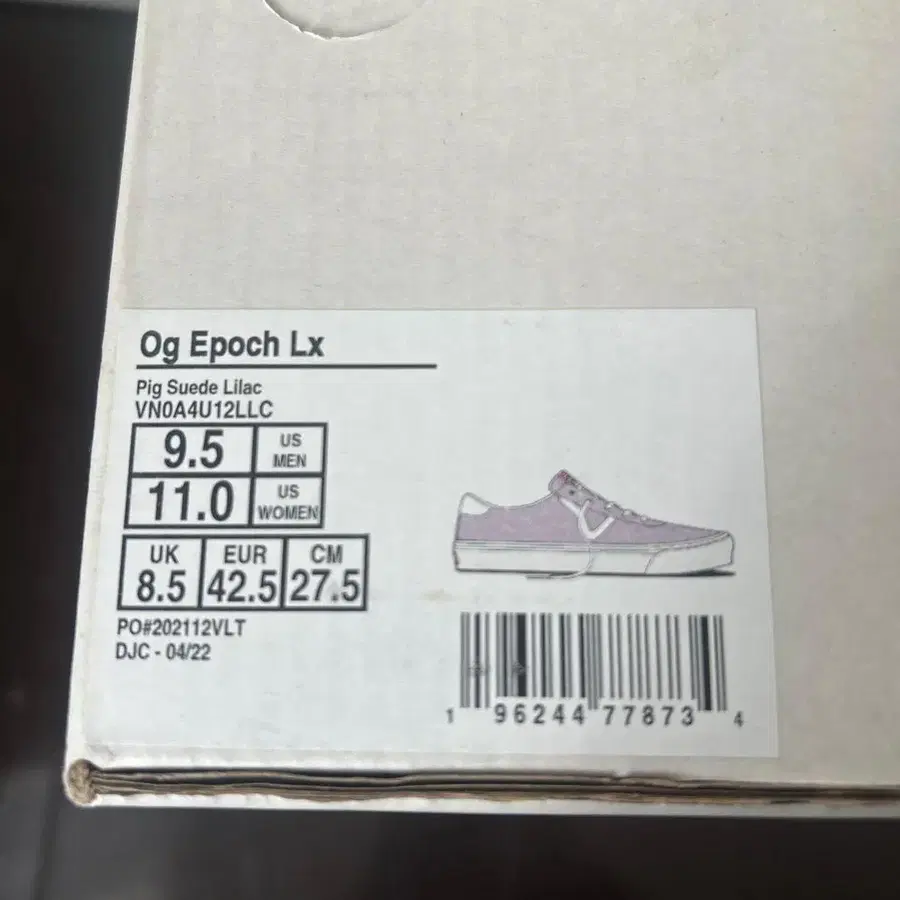 Og Epoch Lx
Pig Suede Lilac
VN0A4U12LLC
9.5 US MEN
11.0 US WOMEN
UK EUR CM
8.5 42.5 27.5
PO#202112VLT
DJC - 04/22
1 96244 77873 4